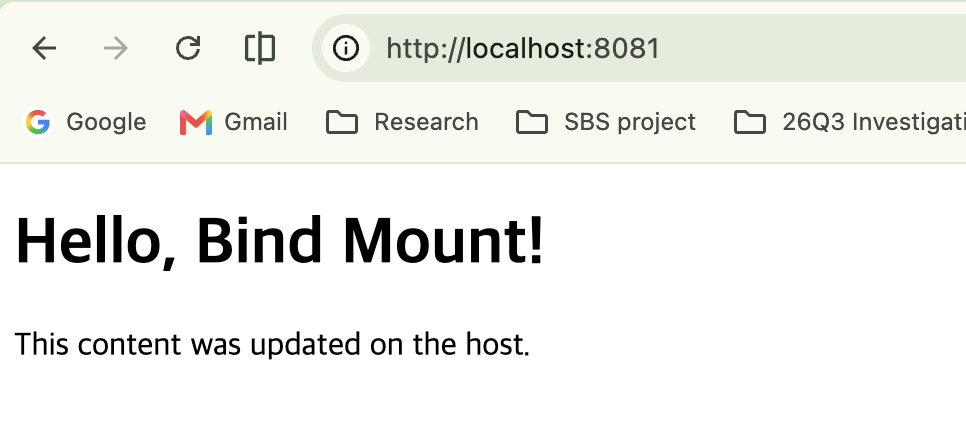 http://localhost:8081
Google Gmail Research SBS project 26Q3 Investigati
Hello, Bind Mount!
This content was updated on the host.